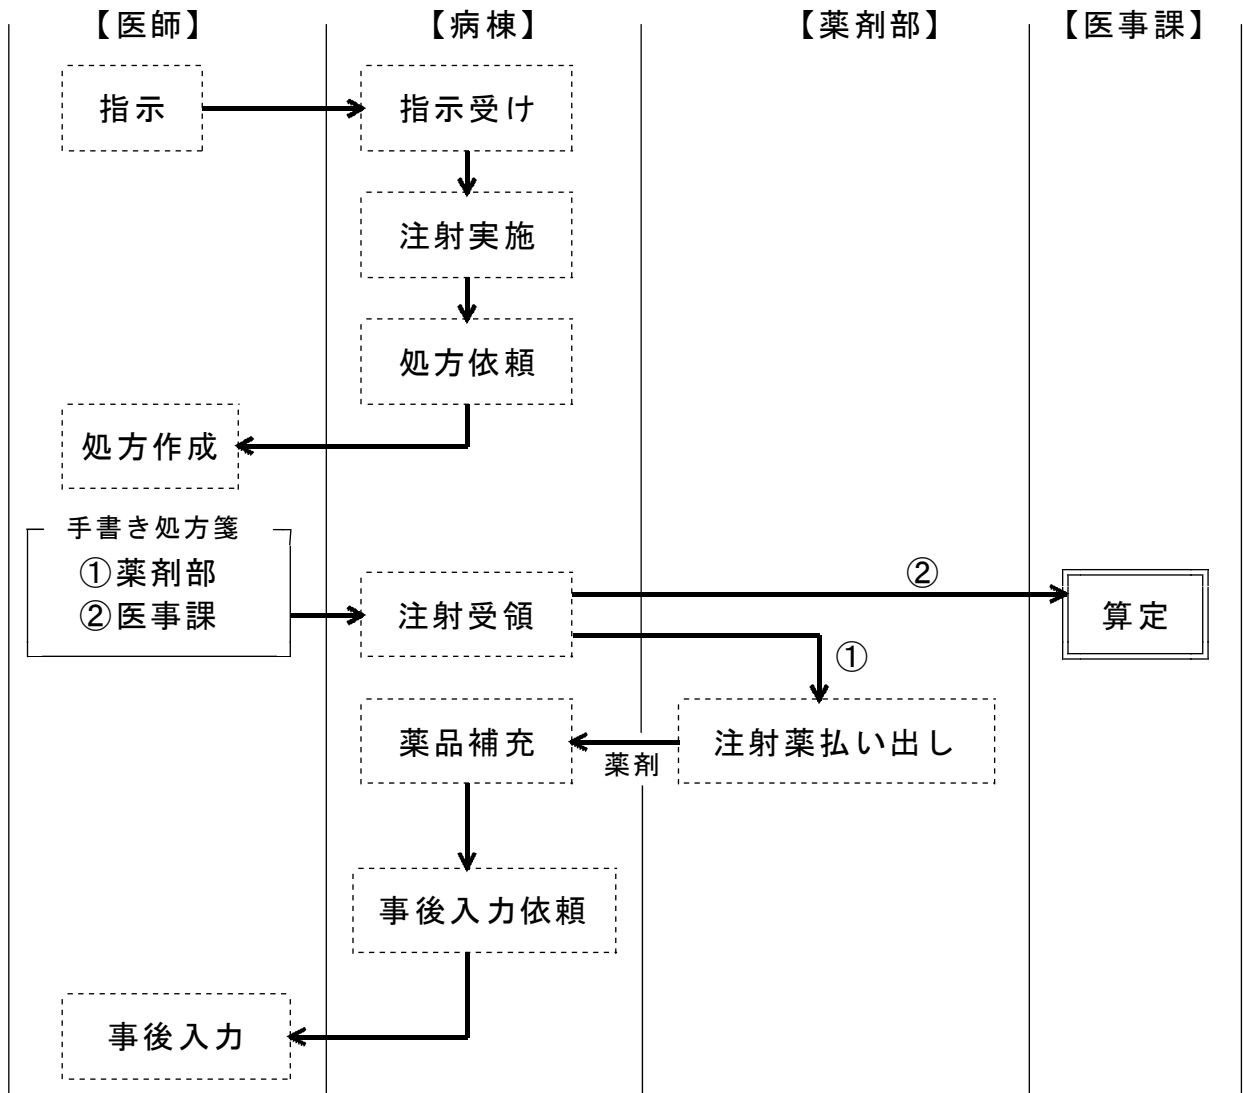 【医師】
【病棟】
【薬剤部】
【医事課】
指示
指示受け
注射実施
処方依頼
処方作成
手書き処方箋
①薬剤部
②医事課
注射受領
②
算定
①
薬品補充
薬剤
注射薬払い出し
事後入力依頼
事後入力